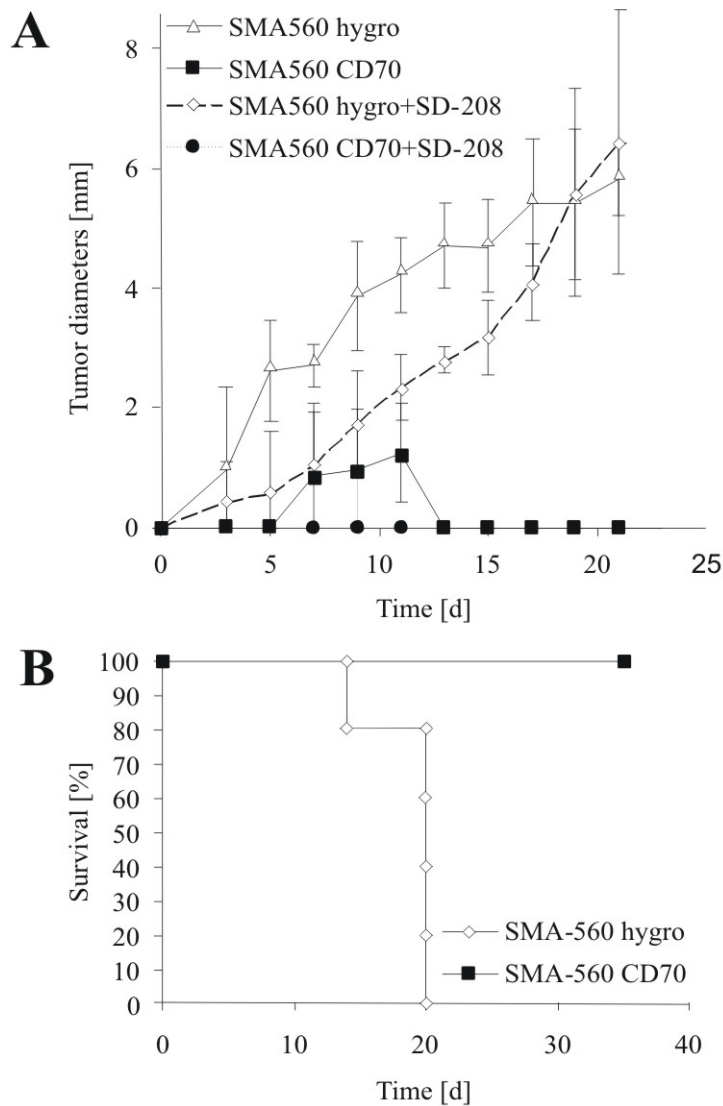 A
SMA560 hygro
SMA560 CD70
SMA560 hygro+SD-208
SMA560 CD70+SD-208
Tumor diameters [mm]
8
6
4
2
0
0 5 10 15 20 25
Time [d]
B
Survival [%]
100
90
80
70
60
50
40
30
20
10
0
SMA-560 hygro
SMA-560 CD70
0 10 20 30 40
Time [d]